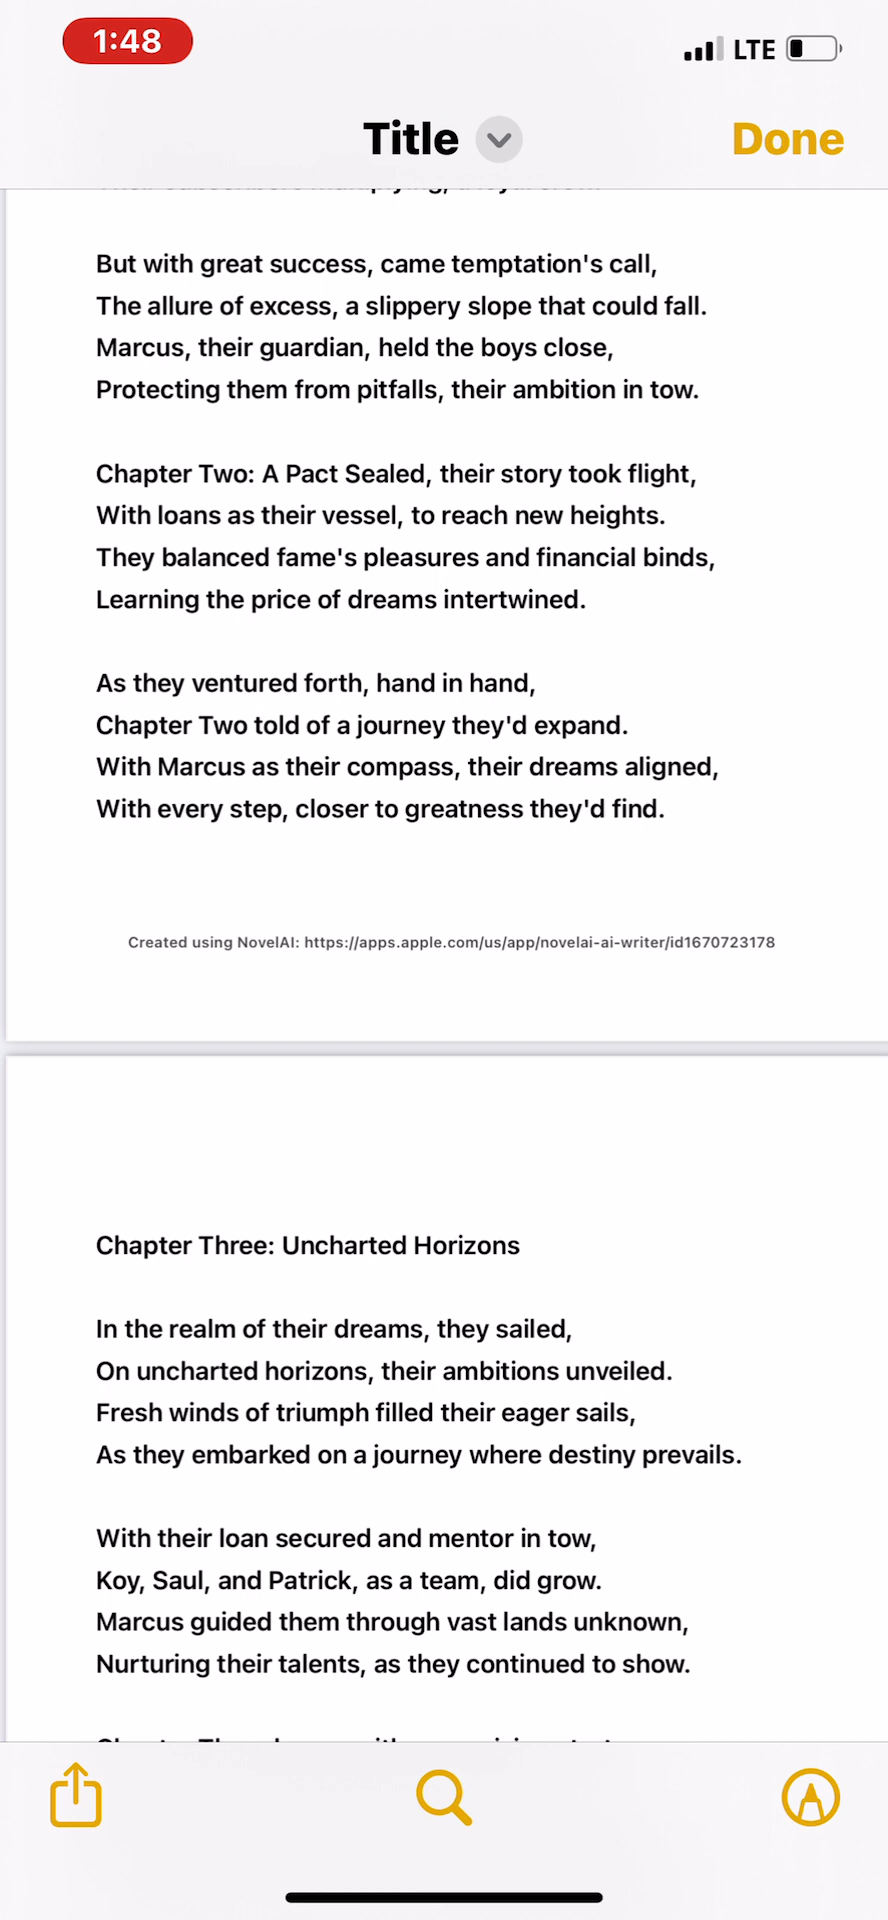 1:48
LTE
Title
Done
But with great success, came temptation's call,
The allure of excess, a slippery slope that could fall.
Marcus, their guardian, held the boys close,
Protecting them from pitfalls, their ambition in tow.
Chapter Two: A Pact Sealed, their story took flight,
With loans as their vessel, to reach new heights.
They balanced fame's pleasures and financial binds,
Learning the price of dreams intertwined.
As they ventured forth, hand in hand,
Chapter Two told of a journey they'd expand.
With Marcus as their compass, their dreams aligned,
With every step, closer to greatness they'd find.
Created using NovelAI: https://apps.apple.com/us/app/novelai-ai-writer/id1670723178
Chapter Three: Uncharted Horizons
In the realm of their dreams, they sailed,
On uncharted horizons, their ambitions unveiled.
Fresh winds of triumph filled their eager sails,
As they embarked on a journey where destiny prevails.
With their loan secured and mentor in tow,
Koy, Saul, and Patrick, as a team, did grow.
Marcus guided them through vast lands unknown,
Nurturing their talents, as they continued to show.